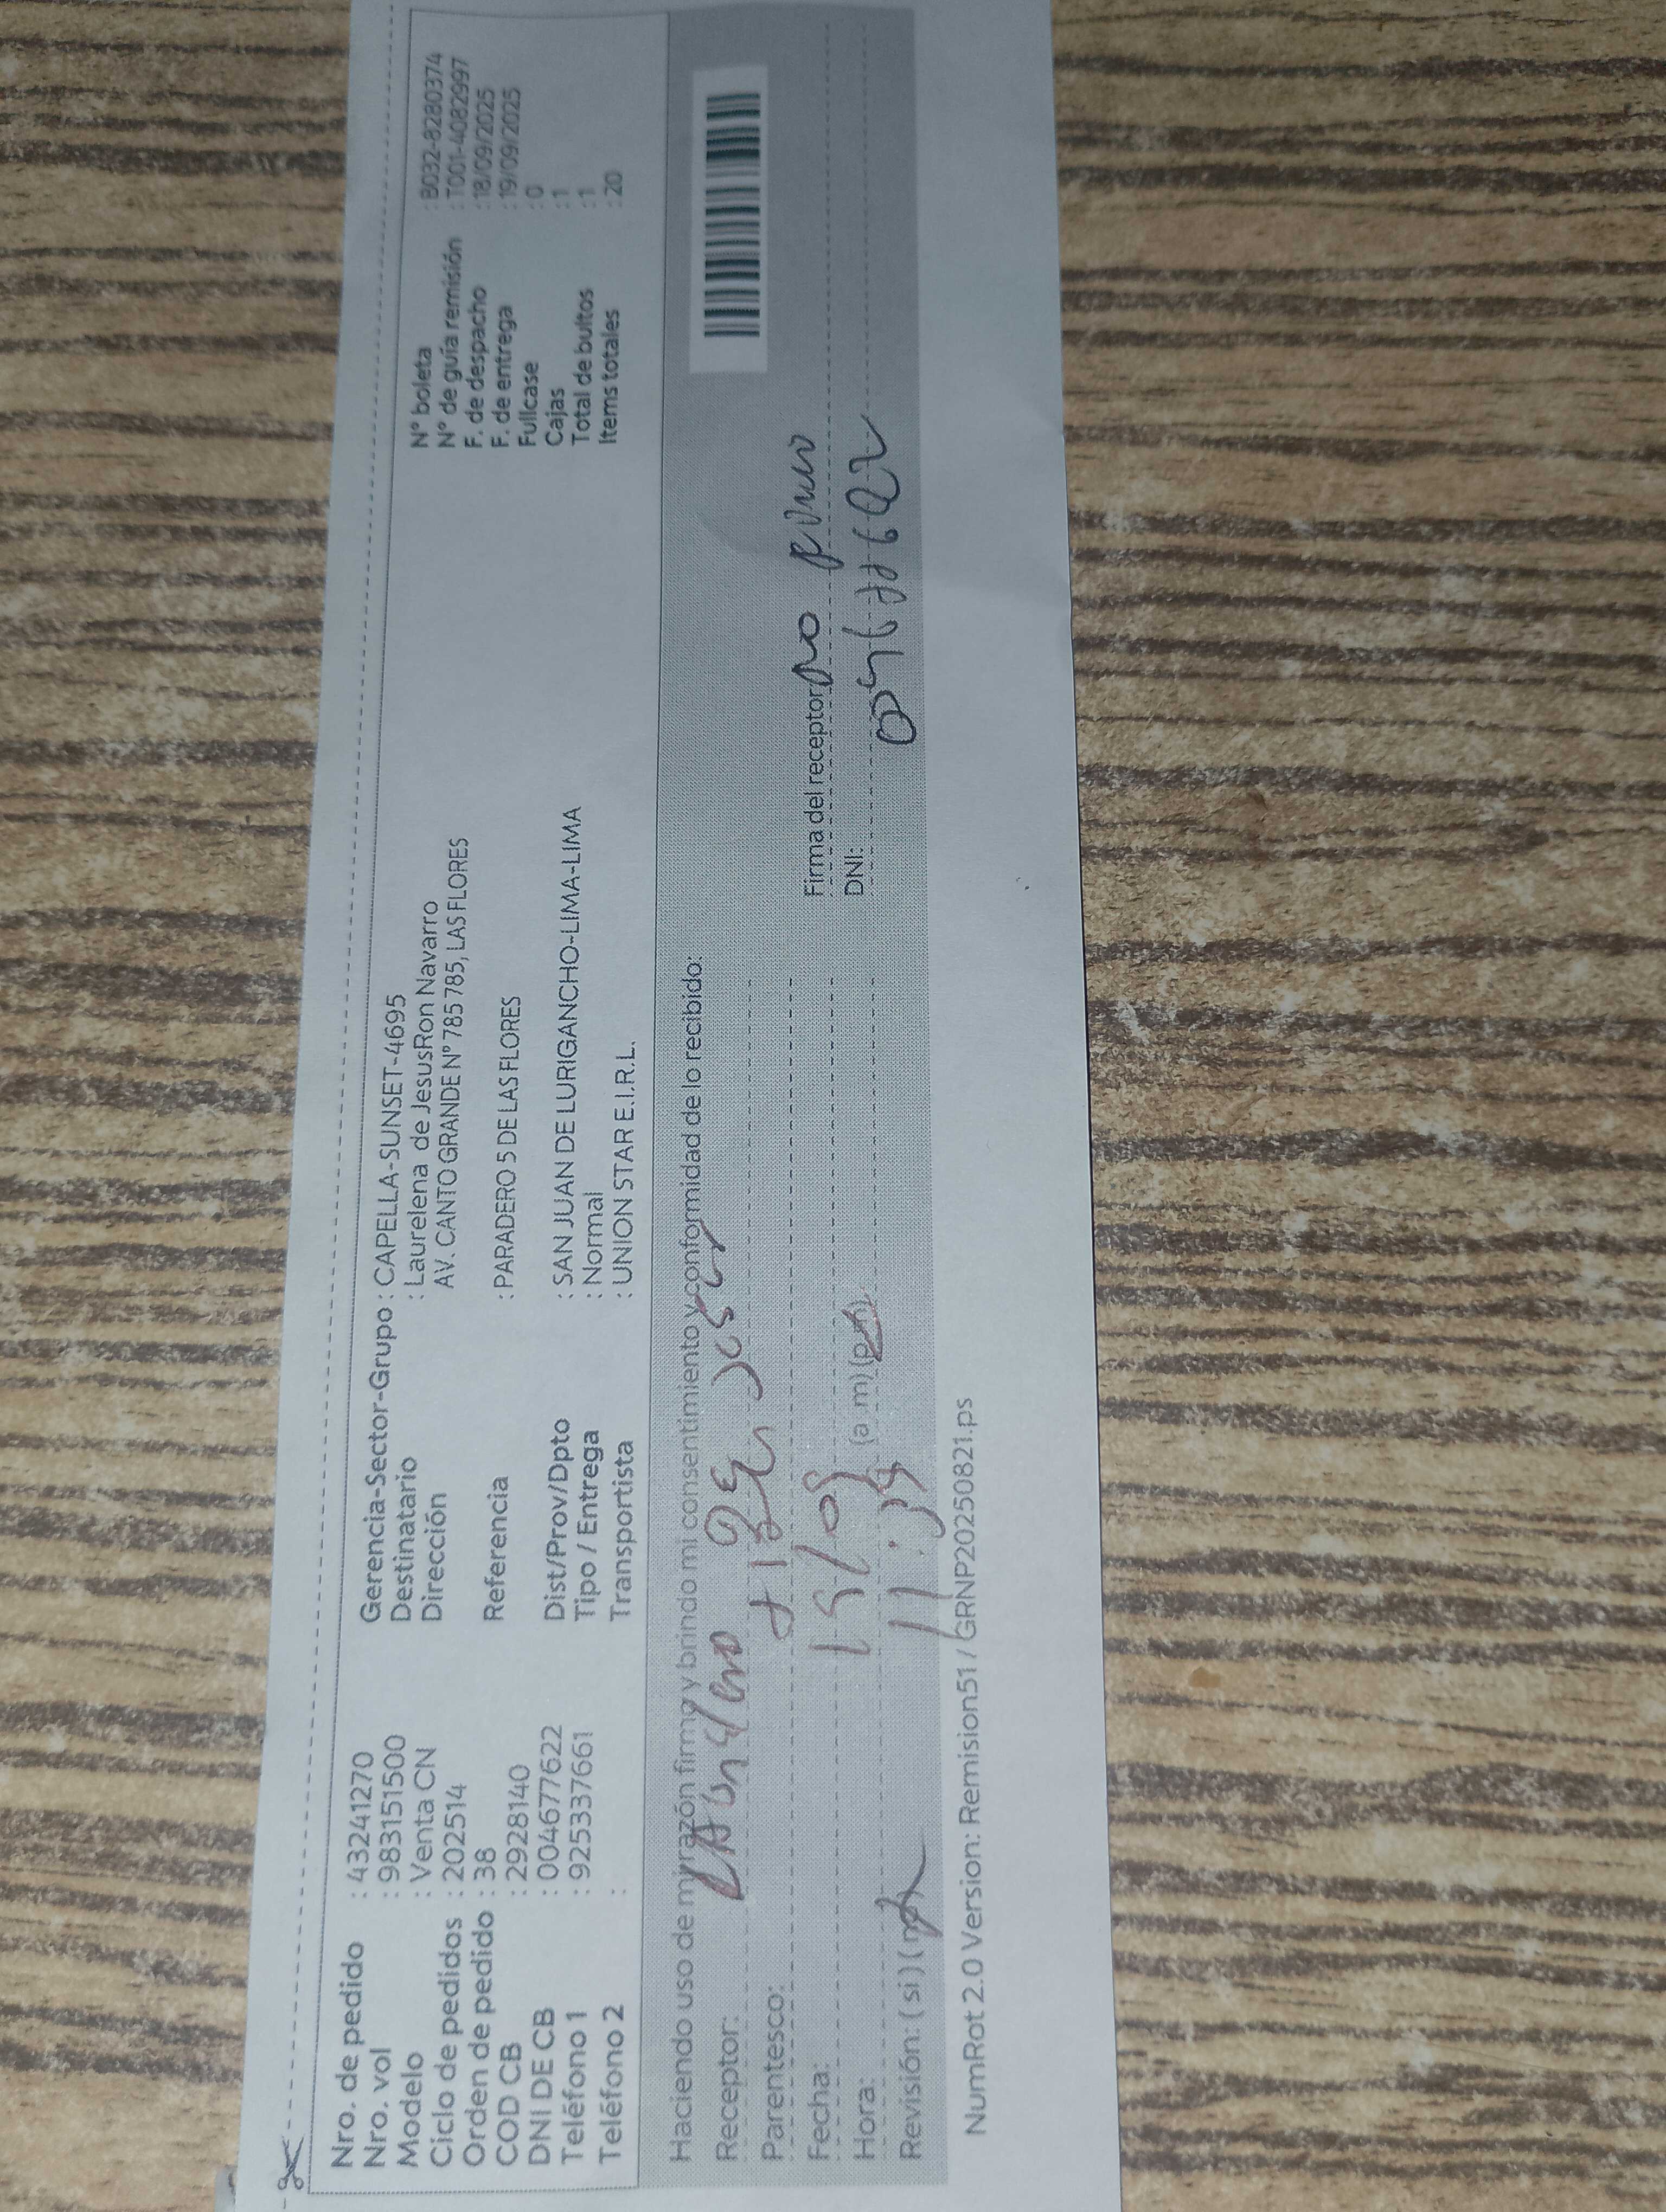 Nro. de pedido : 43241270
Nro. vol : 983151500
Modelo : Venta CN
Ciclo de pedidos : 202514
Orden de pedido : 38
COD CB : 2928140
DNI DE CB : 004677622
Teléfono 1 : 925337661
Teléfono 2 :
Gerencia-Sector-Grupo : CAPELLA-SUNSET-4695
Destinatario : Laurelena de JesusRon Navarro
Dirección AV. CANTO GRANDE N° 785 785, LAS FLORES
Referencia : PARADERO 5 DE LAS FLORES
Dist/Prov/Dpto : SAN JUAN DE LURIGANCHO-LIMA-LIMA
Tipo / Entrega : Normal
Transportista : UNION STAR E.I.R.L.
N° boleta : B032-8280374
N° de guía remisión : T001-4082997
F. de despacho : 18/09/2025
F. de entrega : 19/09/2025
Fullcase : 0
Cajas : 1
Total de bultos : 1
Items totales : 20
Haciendo uso de mi razón firmo y brindo mi consentimiento y conformidad de lo recibido:
Receptor:
Parentesco:
Fecha: 19/09
Hora: (a m) (p m)
Revisión: ( si ) ( no
Firma del receptor
DNI: 004677622
NumRot 2.0 Version: Remision51 / GRNP20250821.ps